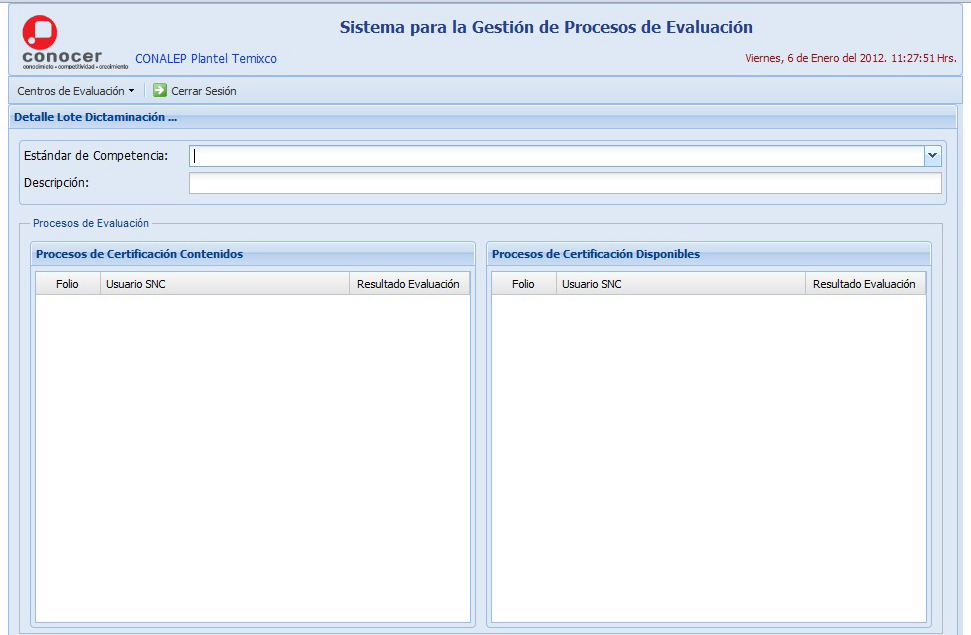 Sistema para la Gestión de Procesos de Evaluación
conocer
conocimiento • competitividad • crecimiento
CONALEP Plantel Temixco
Viernes, 6 de Enero del 2012. 11:27:51 Hrs.
Centros de Evaluación
Cerrar Sesión
Detalle Lote Dictaminación ...
Estándar de Competencia:
Descripción:
Procesos de Evaluación
Procesos de Certificación Contenidos
Procesos de Certificación Disponibles
Folio Usuario SNC Resultado Evaluación
Folio Usuario SNC Resultado Evaluación